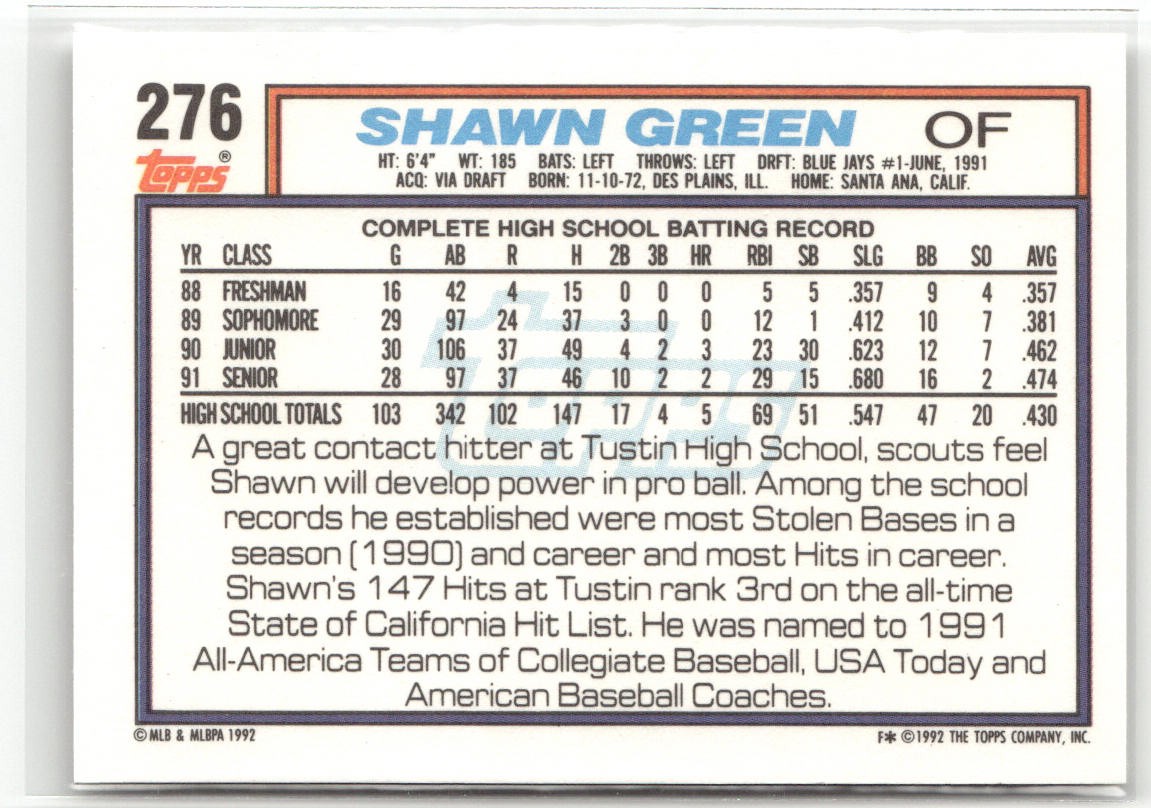 276
Topps®
SHAWN GREEN OF
HT: 6'4" WT: 185 BATS: LEFT THROWS: LEFT DRFT: BLUE JAYS #1-JUNE, 1991
ACQ: VIA DRAFT BORN: 11-10-72, DES PLAINS, ILL. HOME: SANTA ANA, CALIF.
COMPLETE HIGH SCHOOL BATTING RECORD
YR CLASS G AB R H 2B 3B HR RBI SB SLG BB SO AVG
88 FRESHMAN 16 42 4 15 0 0 0 5 5 .357 9 4 .357
89 SOPHOMORE 29 97 24 37 3 0 0 12 1 .412 10 7 .381
90 JUNIOR 30 106 37 49 4 2 3 23 30 .623 12 7 .462
91 SENIOR 28 97 37 46 10 2 2 29 15 .680 16 2 .474
HIGH SCHOOL TOTALS 103 342 102 147 17 4 5 69 51 .547 47 20 .430
Topps
A great contact hitter at Tustin High School, scouts feel
Shawn will develop power in pro ball. Among the school
records he established were most Stolen Bases in a
season (1990) and career and most Hits in career.
Shawn's 147 Hits at Tustin rank 3rd on the all-time
State of California Hit List. He was named to 1991
All-America Teams of Collegiate Baseball, USA Today and
American Baseball Coaches.
© MLB & MLBPA 1992
F* © 1992 THE TOPPS COMPANY, INC.